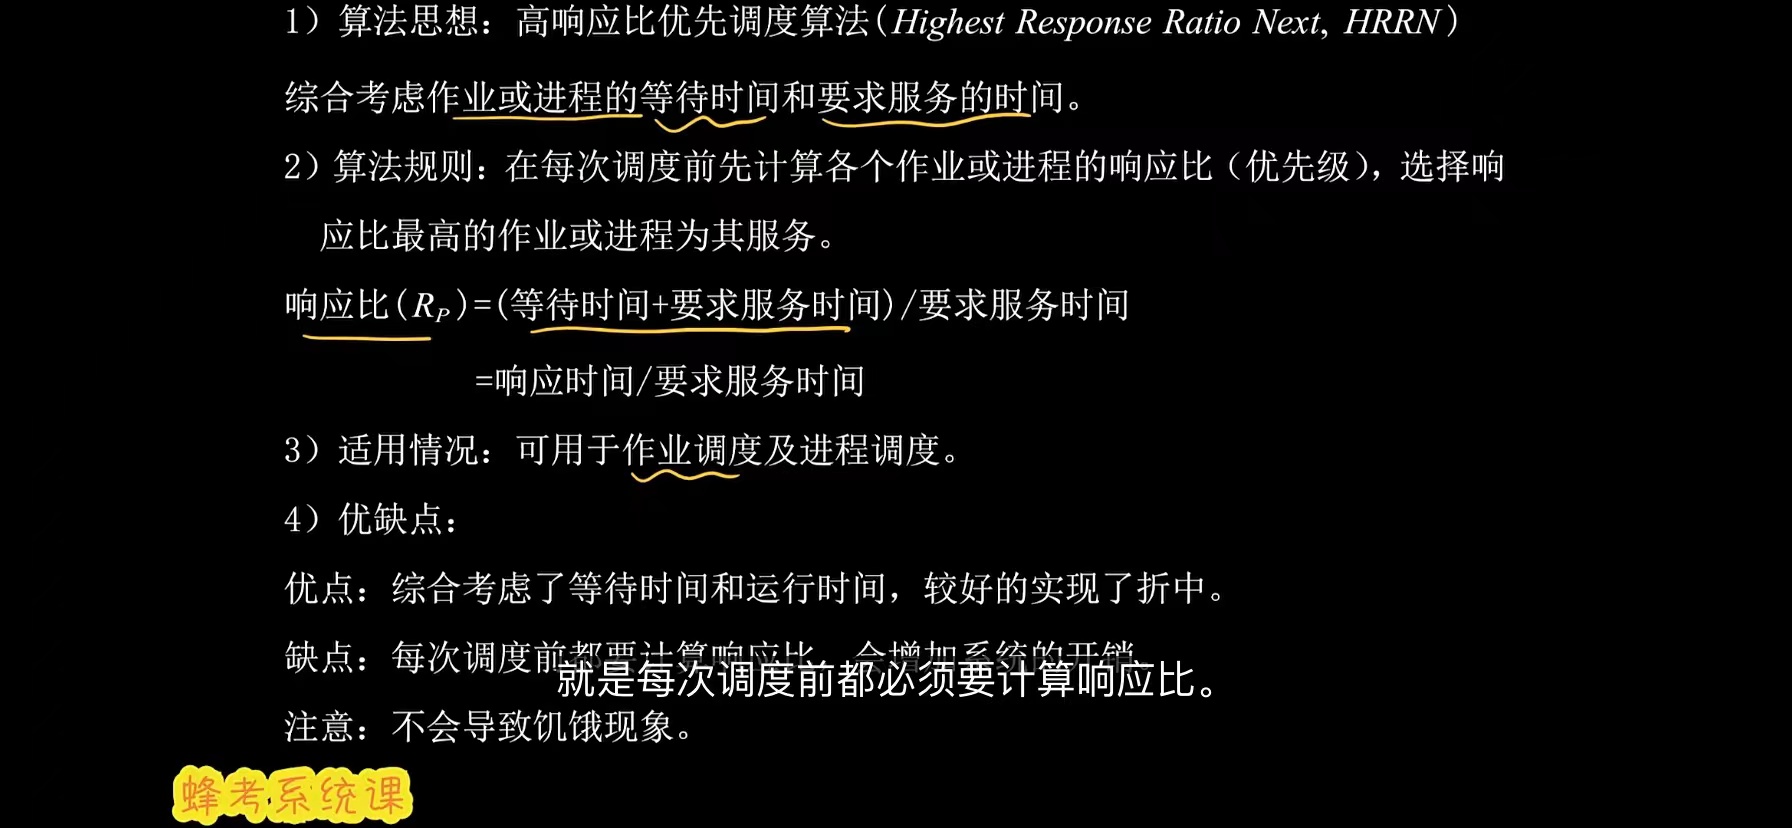 1）算法思想：高响应比优先调度算法(Highest Response Ratio Next, HRRN）
综合考虑作业或进程的等待时间和要求服务的时间。
2）算法规则：在每次调度前先计算各个作业或进程的响应比（优先级），选择响
应比最高的作业或进程为其服务。
响应比(RP)=(等待时间+要求服务时间)/要求服务时间
=响应时间/要求服务时间
3）适用情况：可用于作业调度及进程调度。
4）优缺点：
优点：综合考虑了等待时间和运行时间，较好的实现了折中。
缺点：每次调度前都要计算响应比，会增加系统的开销。
就是每次调度前都必须要计算响应比。
注意：不会导致饥饿现象。
蜂考系统课